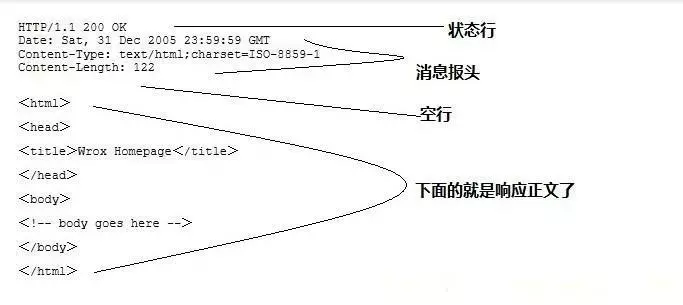 HTTP/1.1 200 OK
状态行
Date: Sat, 31 Dec 2005 23:59:59 GMT
Content-Type: text/html;charset=ISO-8859-1
Content-Length: 122
消息报头
空行
<html>
<head>
<title>Wrox Homepage</title>
</head>
<body>
下面的就是响应正文了
<!-- body goes here -->
</body>
</html>